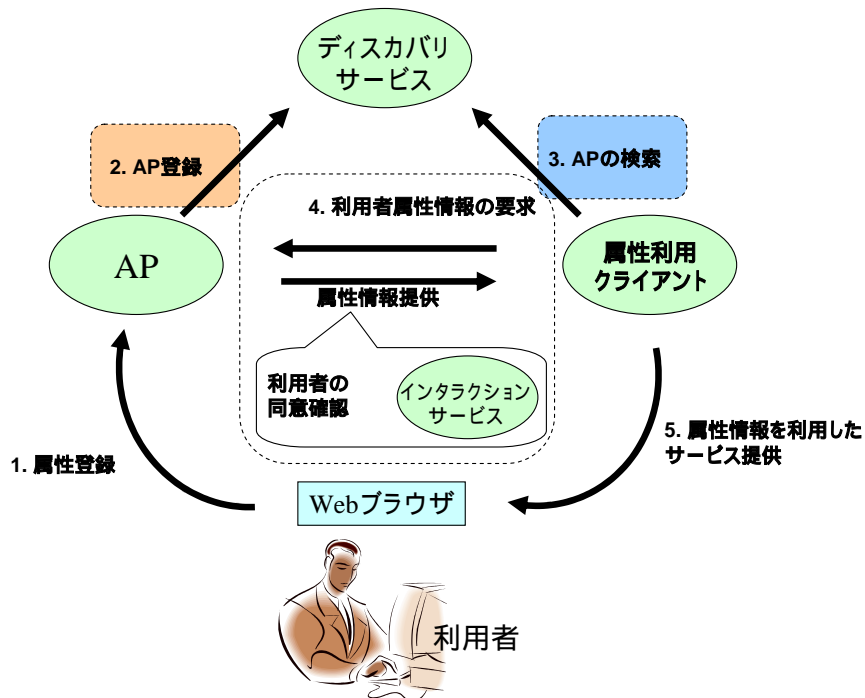 ディスカバリ
サービス
2. AP登録
3. APの検索
4. 利用者属性情報の要求
AP
属性利用
クライアント
属性情報提供
利用者の
同意確認
インタラクション
サービス
5. 属性情報を利用した
サービス提供
1. 属性登録
Webブラウザ
利用者